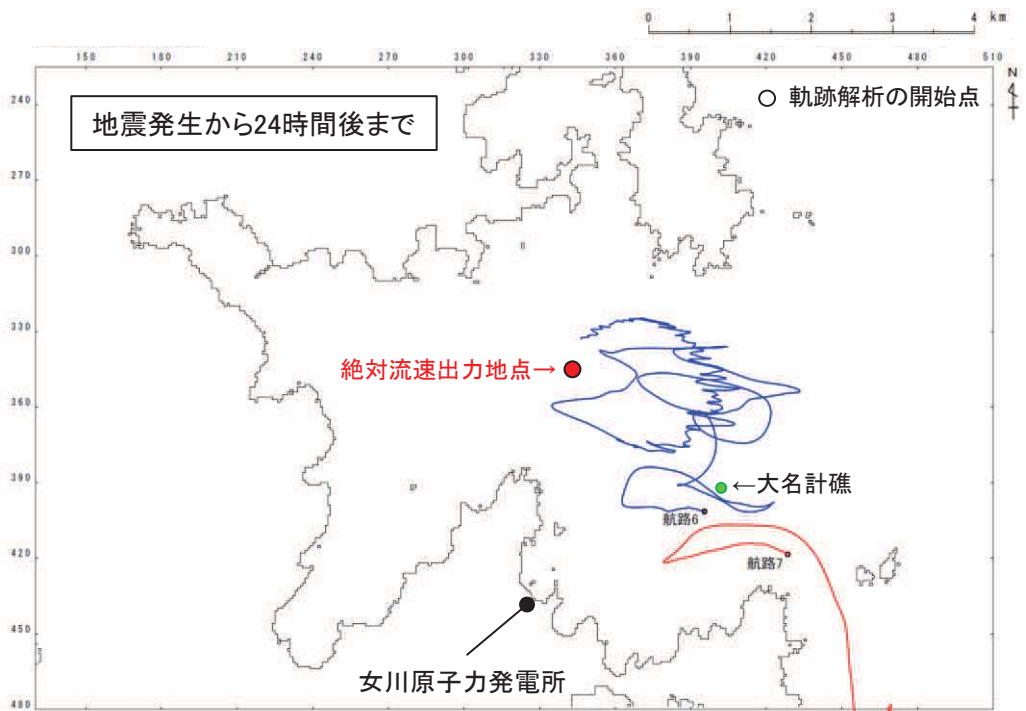 0 1 2 3 4 km
150 180 210 240 270 300 330 360 390 420 450 480 510
N
240
○ 軌跡解析の開始点
地震発生から24時間後まで
270
300
330
絶対流速出力地点→
360
390
←大名計礁
航路6
420
航路7
450
女川原子力発電所
480